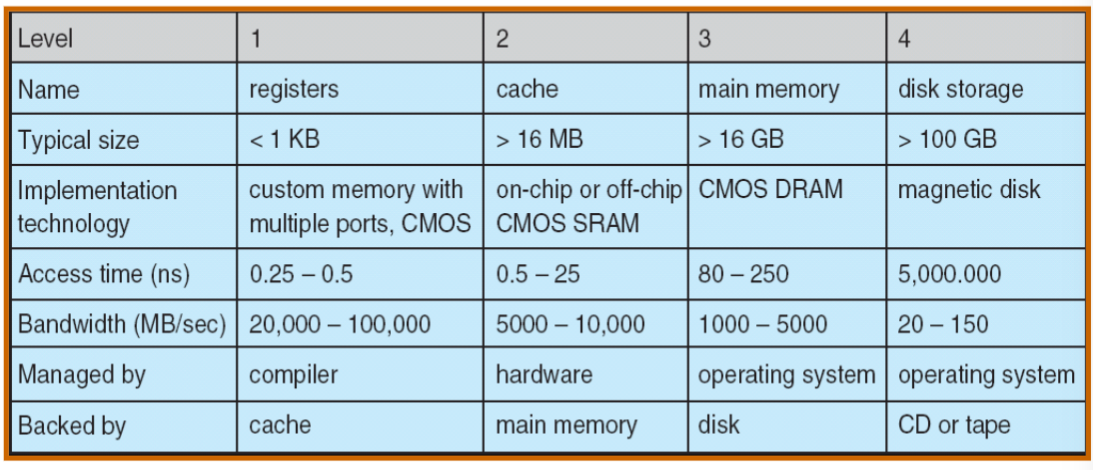 Level 1 2 3 4
Name registers cache main memory disk storage
Typical size < 1 KB > 16 MB > 16 GB > 100 GB
Implementation custom memory with on-chip or off-chip CMOS DRAM magnetic disk
technology multiple ports, CMOS CMOS SRAM
Access time (ns) 0.25 – 0.5 0.5 – 25 80 – 250 5,000.000
Bandwidth (MB/sec) 20,000 – 100,000 5000 – 10,000 1000 – 5000 20 – 150
Managed by compiler hardware operating system operating system
Backed by cache main memory disk CD or tape